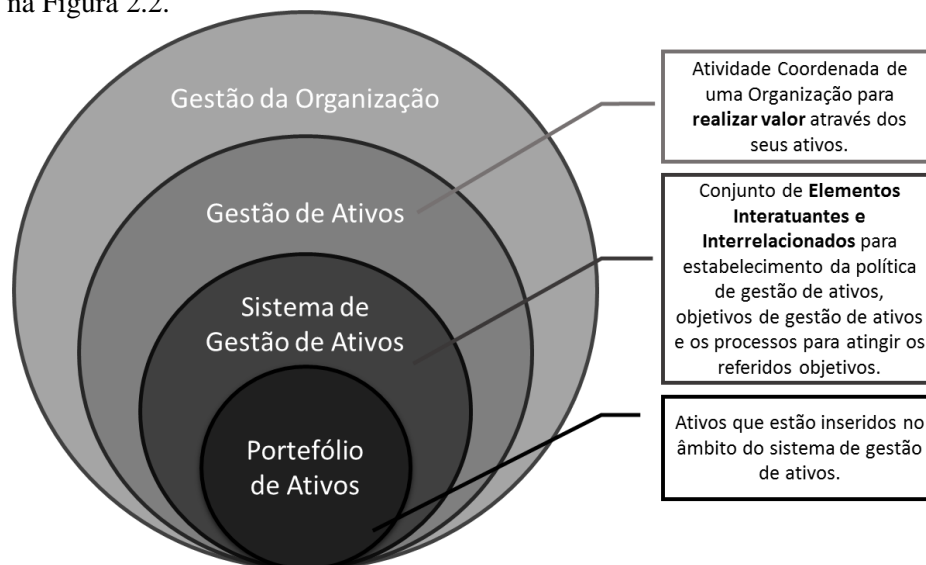 na Figura 2.2.
Gestão da Organização
Gestão de Ativos
Sistema de
Gestão de Ativos
Portefólio
de Ativos
Atividade Coordenada de
uma Organização para
realizar valor através dos
seus ativos.
Conjunto de Elementos
Interatuantes e
Interrelacionados para
estabelecimento da política
de gestão de ativos,
objetivos de gestão de ativos
e os processos para atingir os
referidos objetivos.
Ativos que estão inseridos no
âmbito do sistema de gestão
de ativos.